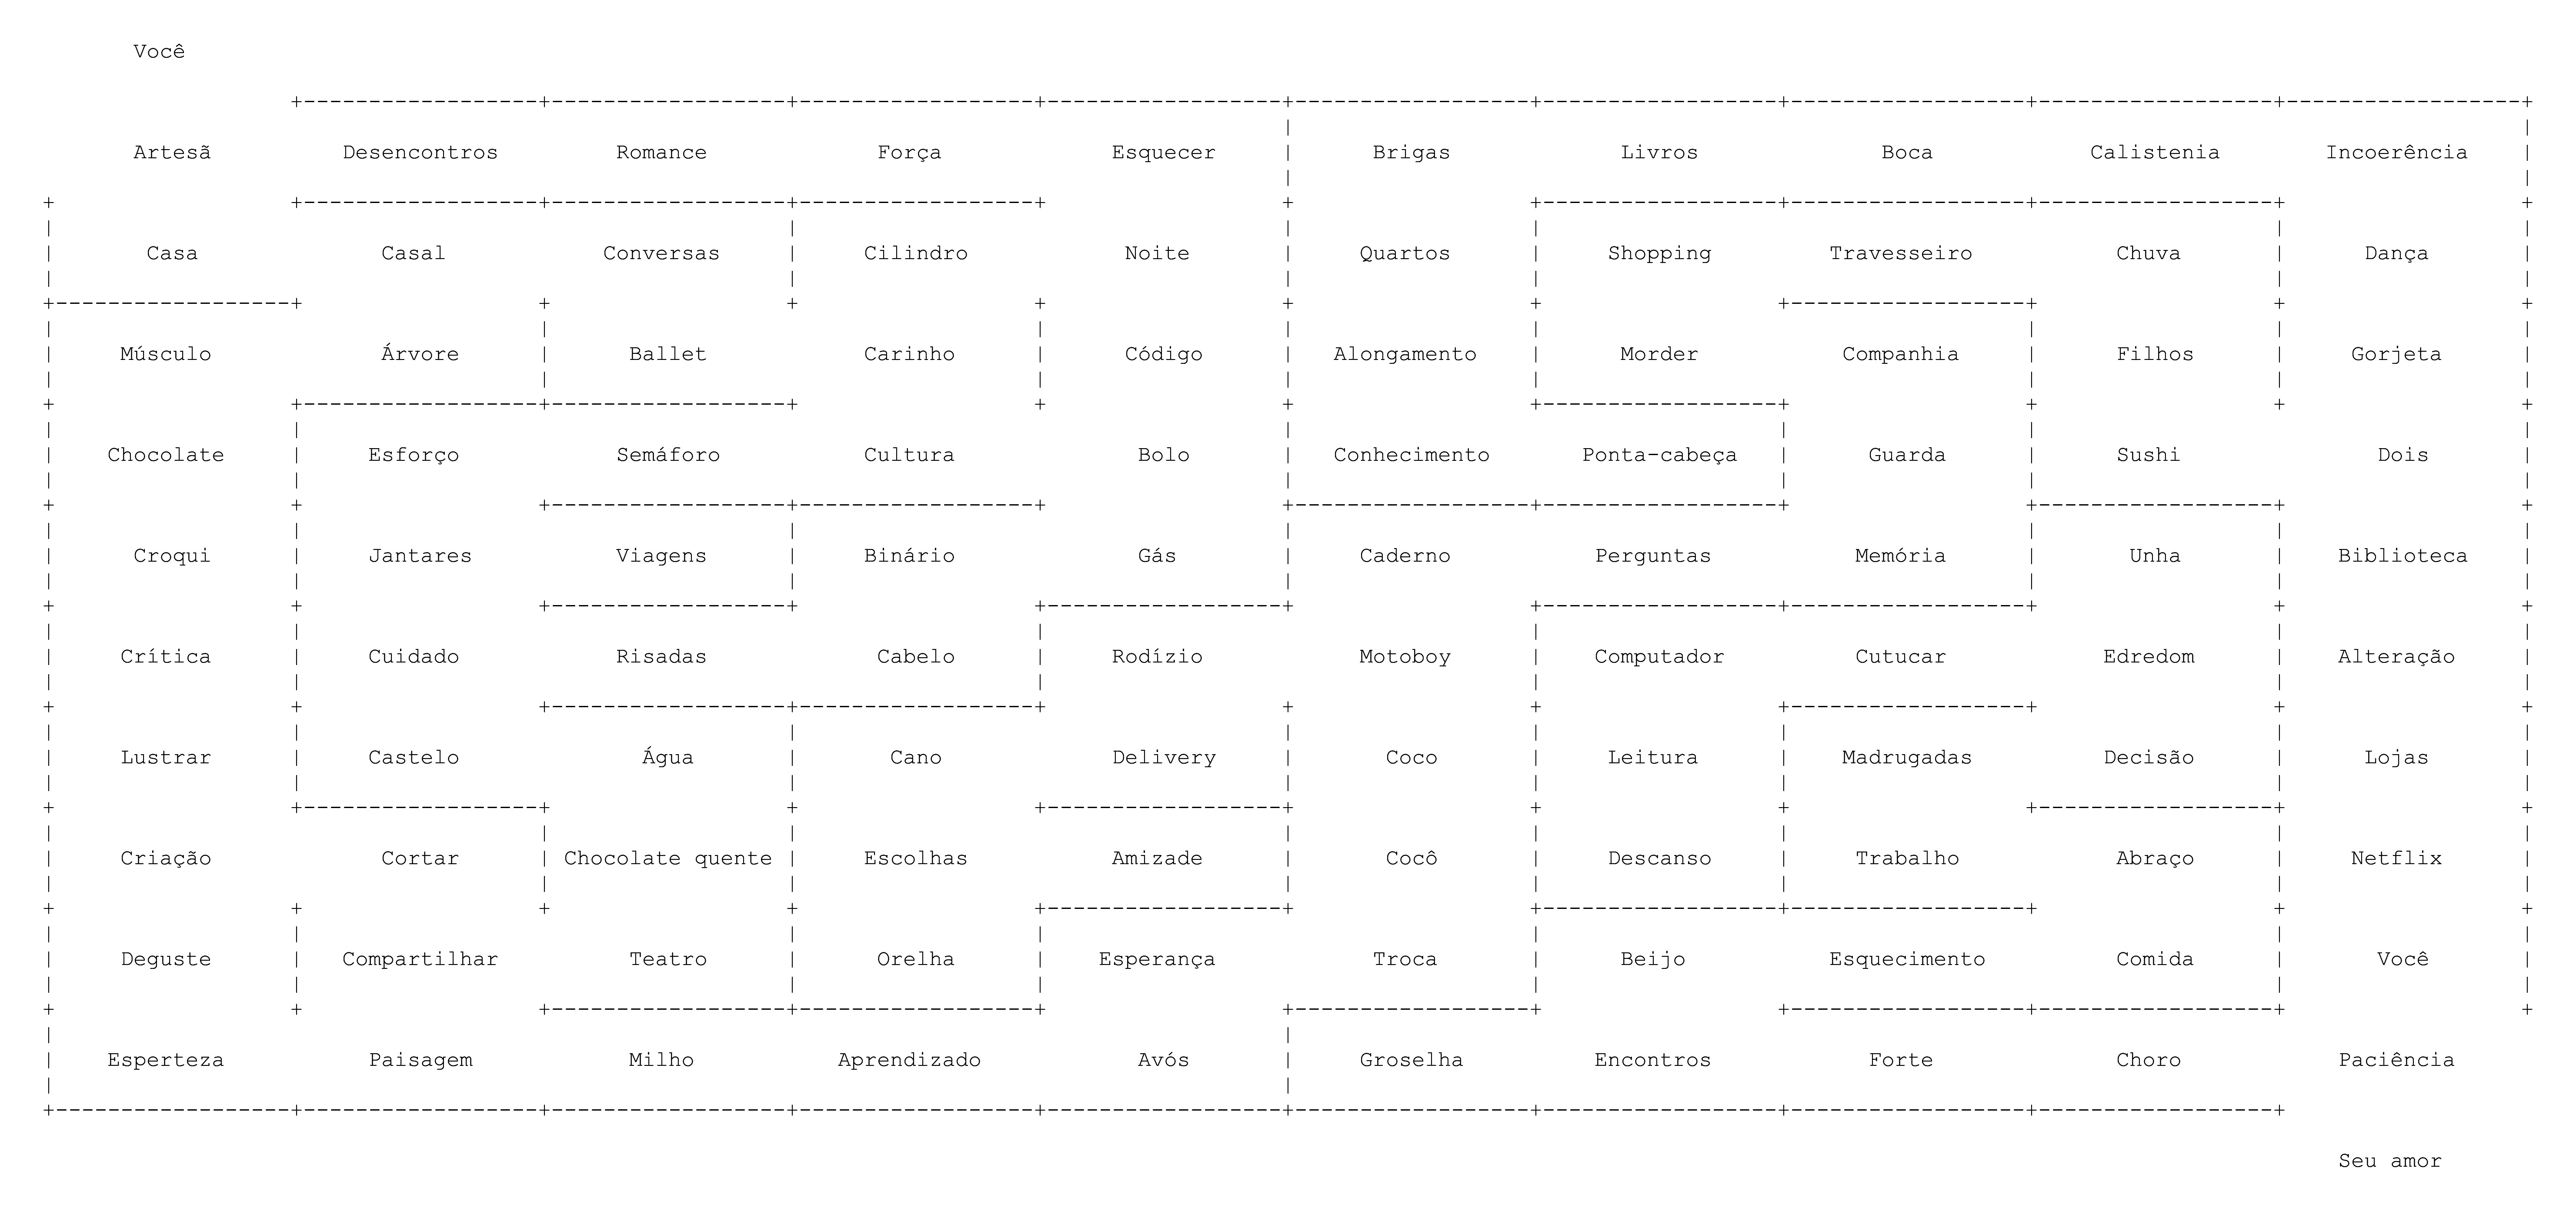 Você
Artesã Desencontros Romance Força Esquecer Brigas Livros Boca Calistenia Incoerência
Casa Casal Conversas Cilindro Noite Quartos Shopping Travesseiro Chuva Dança
Músculo Árvore Ballet Carinho Código Alongamento Morder Companhia Filhos Gorjeta
Chocolate Esforço Semáforo Cultura Bolo Conhecimento Ponta-cabeça Guarda Sushi Dois
Croqui Jantares Viagens Binário Gás Caderno Perguntas Memória Unha Biblioteca
Crítica Cuidado Risadas Cabelo Rodízio Motoboy Computador Cutucar Edredom Alteração
Lustrar Castelo Água Cano Delivery Coco Leitura Madrugadas Decisão Lojas
Criação Cortar Chocolate quente Escolhas Amizade Cocô Descanso Trabalho Abraço Netflix
Deguste Compartilhar Teatro Orelha Esperança Troca Beijo Esquecimento Comida Você
Esperteza Paisagem Milho Aprendizado Avós Groselha Encontros Forte Choro Paciência
Seu amor